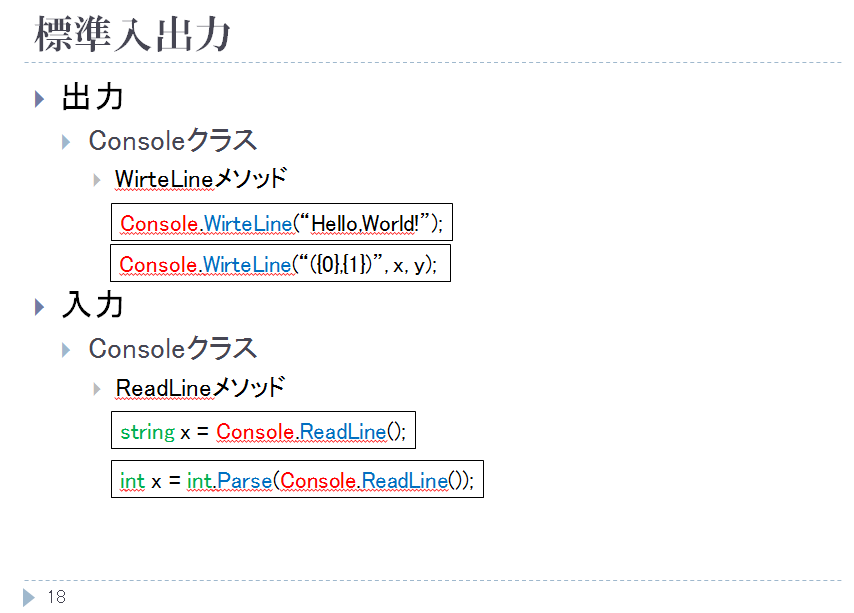 標準入出力
出力
Consoleクラス
WirteLineメソッド
Console.WirteLine(“Hello,World!”);
Console.WirteLine(“({0},{1})”, x, y);
入力
Consoleクラス
ReadLineメソッド
string x = Console.ReadLine();
int x = int.Parse(Console.ReadLine());
18